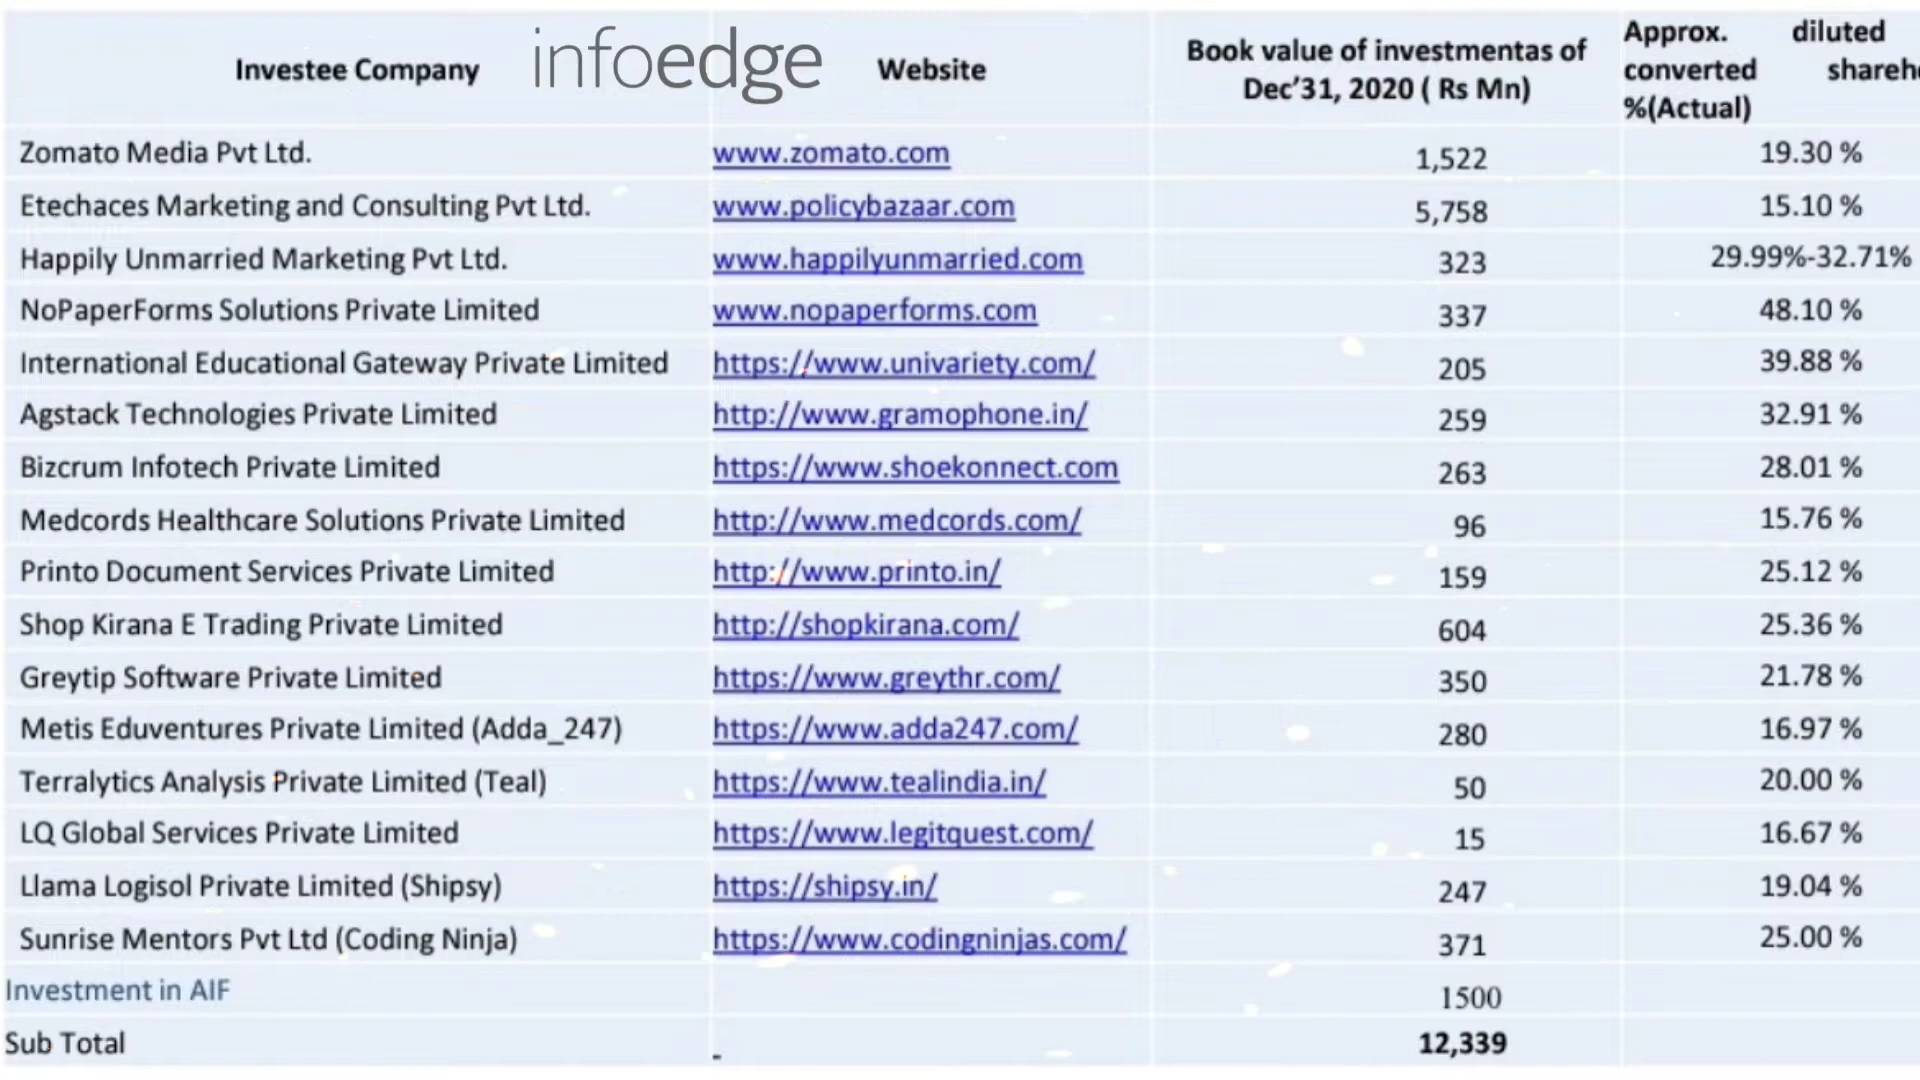 Investee Company infoedge Website Book value of investmentas of Dec'31, 2020 ( Rs Mn) Approx. diluted converted %(Actual)
Zomato Media Pvt Ltd. www.zomato.com 1,522 19.30 %
Etechaces Marketing and Consulting Pvt Ltd. www.policybazaar.com 5,758 15.10 %
Happily Unmarried Marketing Pvt Ltd. www.happilyunmarried.com 323 29.99%-32.71%
NoPaperForms Solutions Private Limited www.nopaperforms.com 337 48.10 %
International Educational Gateway Private Limited https://www.univariety.com/ 205 39.88 %
Agstack Technologies Private Limited http://www.gramophone.in/ 259 32.91 %
Bizcrum Infotech Private Limited https://www.shoekonnect.com 263 28.01 %
Medcords Healthcare Solutions Private Limited http://www.medcords.com/ 96 15.76 %
Printo Document Services Private Limited http://www.printo.in/ 159 25.12 %
Shop Kirana E Trading Private Limited http://shopkirana.com/ 604 25.36 %
Greytip Software Private Limited https://www.greythr.com/ 350 21.78 %
Metis Eduventures Private Limited (Adda_247) https://www.adda247.com/ 280 16.97 %
Terralytics Analysis Private Limited (Teal) https://www.tealindia.in/ 50 20.00 %
LQ Global Services Private Limited https://www.legitquest.com/ 15 16.67 %
Llama Logisol Private Limited (Shipsy) https://shipsy.in/ 247 19.04 %
Sunrise Mentors Pvt Ltd (Coding Ninja) https://www.codingninjas.com/ 371 25.00 %
Investment in AIF 1500
Sub Total - 12,339